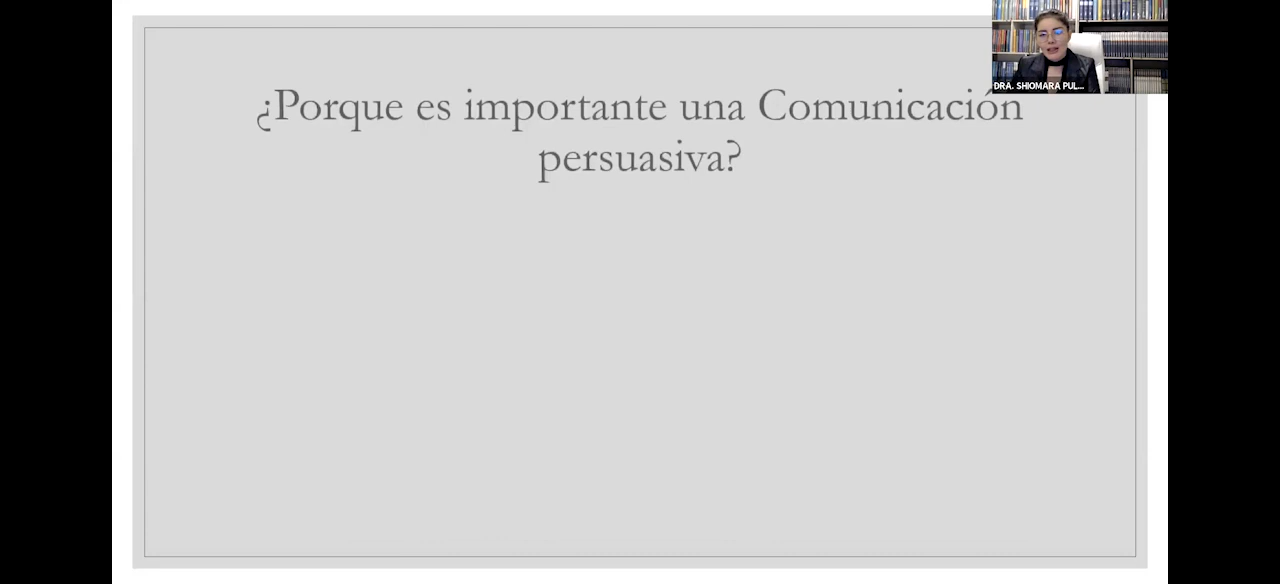 ¿Porque es importante una Comunicación
persuasiva?
DRA. SHIOMARA PUL...